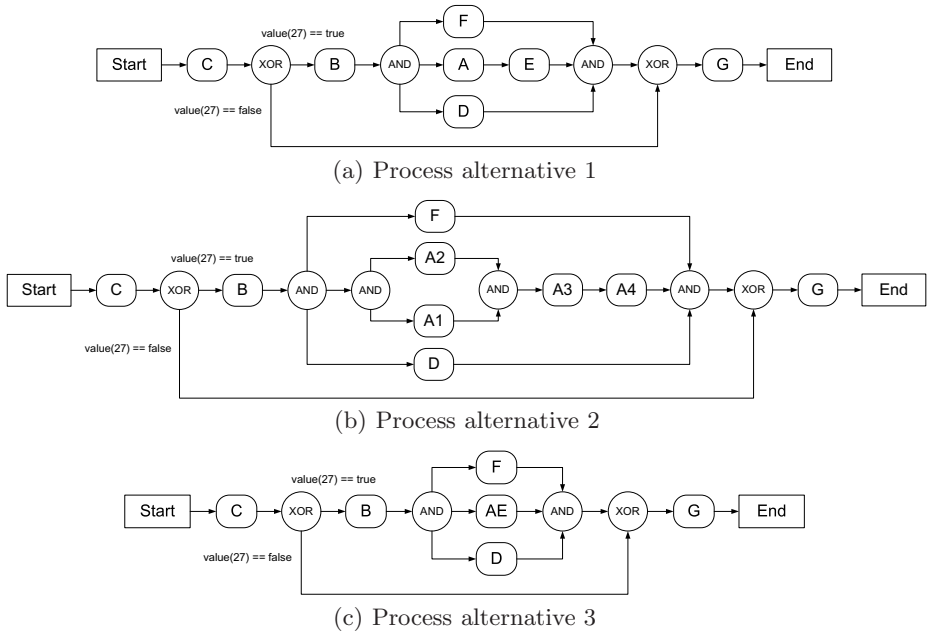 value(27) == true
F
Start
C
XOR
B
AND
A
E
AND
XOR
G
End
value(27) == false
D
(a) Process alternative 1
F
value(27) == true
A2
Start
C
XOR
B
AND
AND
AND
A3
A4
AND
XOR
G
End
A1
value(27) == false
D
(b) Process alternative 2
F
value(27) == true
Start
C
XOR
B
AND
AE
AND
XOR
G
End
value(27) == false
D
(c) Process alternative 3